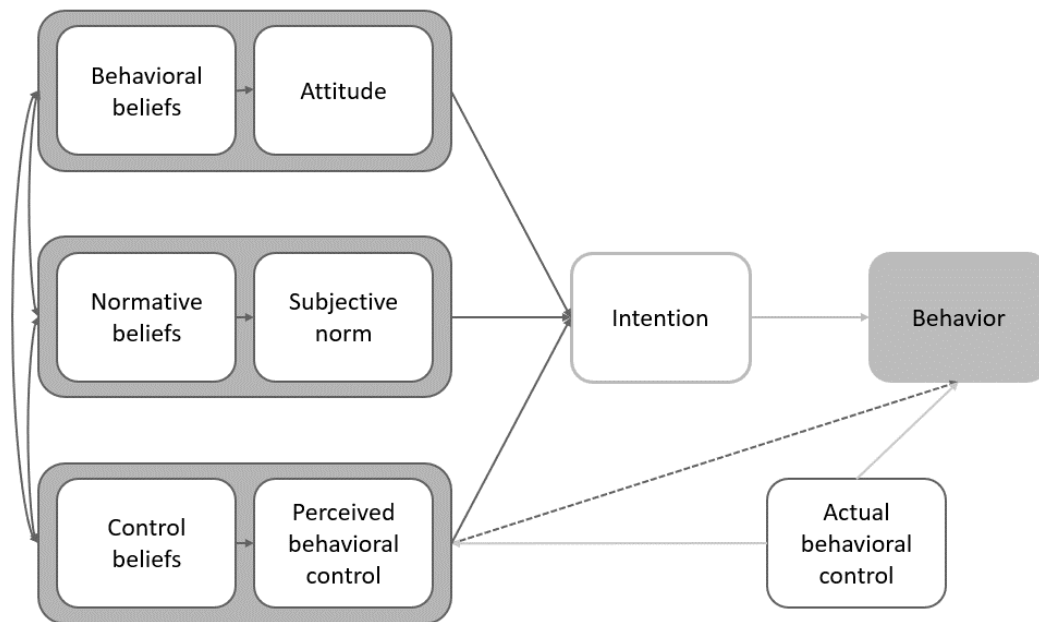 Behavioral
beliefs
Attitude
Normative
beliefs
Subjective
norm
Intention
Behavior
Control
beliefs
Perceived
behavioral
control
Actual
behavioral
control